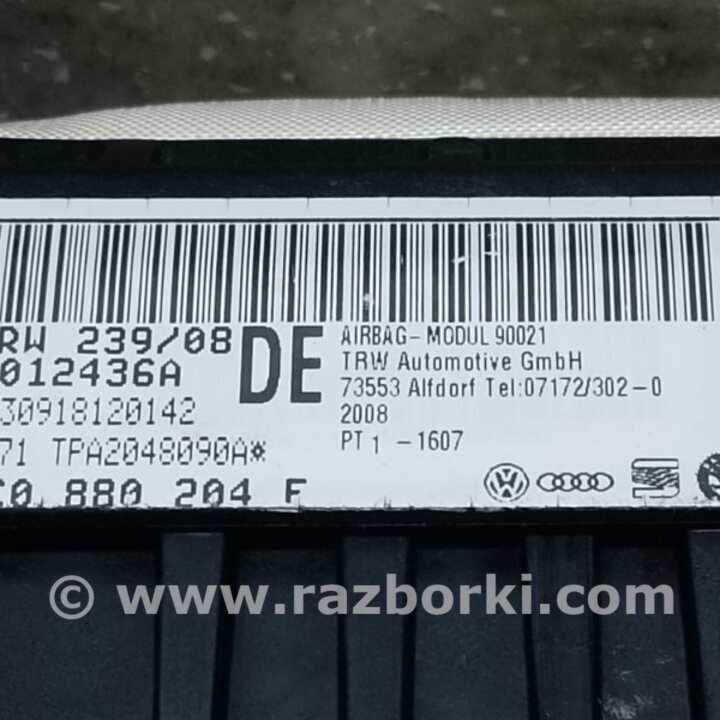 RW 239/08
012436A
30918120142
71 TPA2048090A*
C0 880 204 F
DE
AIRBAG-MODUL 90021
TRW Automotive GmbH
73553 Alfdorf Tel:07172/302-0
2008
PT 1 -1607
© www.razborki.com